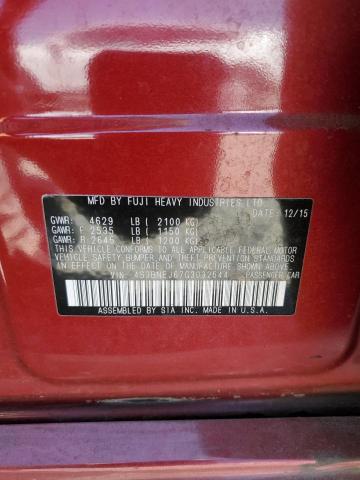 MFD BY FUJI HEAVY INDUSTRIES LTD.
DATE: 12/15
GVWR: 4629 LB ( 2100 KG)
GAWR: F 2535 LB ( 1150 KG)
GAWR: R 2645 LB ( 1200 KG)
THIS VEHICLE CONFORMS TO ALL APPLICABLE, FEDERAL MOTOR
VEHICLE SAFETY, BUMPER, AND THEFT PREVENTION STANDARDS
IN EFFECT ON THE DATE OF MANUFACTURE SHOWN ABOVE
VIN: 4S3BNEJ67G3032644 PASSENGER CAR
ASSEMBLED BY SIA INC. MADE IN U.S.A.